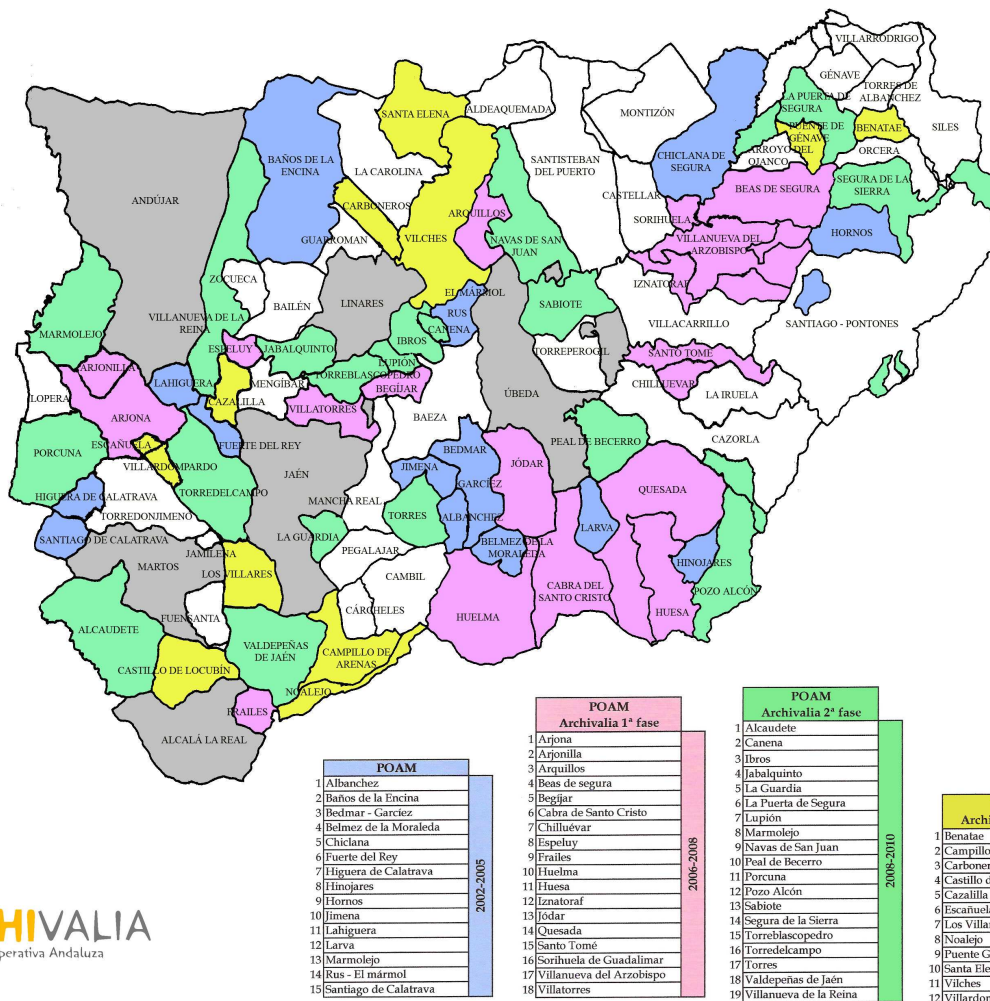 VILLARRODRIGO
GÉNAVE
TORRES DE
ALBANCHEZ
SANTA ELENA
ALDEAQUEMADA
MONTIZÓN
LA PUERTA DE
SEGURA
SILES
PUENTE DE
GÉNAVE
BENATAE
ARROYO DEL
OJANCO
ORCERA
BAÑOS DE LA
ENCINA
LA CAROLINA
SANTISTEBAN
DEL PUERTO
CHICLANA DE
SEGURA
SEGURA DE LA
SIERRA
ANDÚJAR
CARBONEROS
ARQUILLOS
CASTELLAR
BEAS DE SEGURA
SORIHUELA
GUARROMAN
VILCHES
NAVAS DE SAN
JUAN
VILLANUEVA DEL
ARZOBISPO
HORNOS
ZOCUECA
IZNATORAF
BAILÉN
LINARES
EL MARMOL
SABIOTE
VILLANUEVA DE LA
REINA
RUS
VILLACARRILLO
SANTIAGO - PONTONES
MARMOLEJO
CANENA
IBROS
ESPELUY
JABALQUINTO
TORREPEROGIL
SANTO TOMÉ
LUPIÓN
ARJONILLA
TORREBLASCOPEDRO
LAHIGUERA
MENGÍBAR
BEGÍJAR
CHILLUEVAR
LOPERA
CAZALILLA
VILLATORRES
ÚBEDA
LA IRUELA
ARJONA
BAEZA
ESCAÑUELA
FUERTE DEL REY
PEAL DE BECERRO
CAZORLA
PORCUNA
BEDMAR
VILLARDOMPARDO
JÓDAR
JIMENA
JAÉN
GARCÍEZ
TORREDELCAMPO
QUESADA
HIGUERA DE CALATRAVA
MANCHA REAL
TORRES
ALBANCHEZ
TORREDONJIMENO
LARVA
SANTIAGO DE CALATRAVA
LA GUARDIA
BELMEZ DE LA
MORALEDA
JAMILENA
PEGALAJAR
MARTOS
LOS VILLARES
HINOJARES
CAMBIL
CABRA DEL
SANTO CRISTO
POZO ALCÓN
CÁRCHELES
HUESA
FUENSANTA
HUELMA
ALCAUDETE
VALDEPEÑAS
DE JAÉN
CAMPILLO DE
ARENAS
CASTILLO DE LOCUBÍN
NOALEJO
FRAILES
ALCALÁ LA REAL
POAM
1 Albanchez
2 Baños de la Encina
3 Bedmar - Garcíez
4 Belmez de la Moraleda
5 Chiclana
6 Fuerte del Rey
7 Higuera de Calatrava
8 Hinojares
9 Hornos
10 Jimena
11 Lahiguera
12 Larva
13 Marmolejo
14 Rus - El mármol
15 Santiago de Calatrava
2002-2005
POAM
Archivalia 1ª fase
1 Arjona
2 Arjonilla
3 Arquillos
4 Beas de segura
5 Begíjar
6 Cabra de Santo Cristo
7 Chilluévar
8 Espeluy
9 Frailes
10 Huelma
11 Huesa
12 Iznatoraf
13 Jódar
14 Quesada
15 Santo Tomé
16 Sorihuela de Guadalimar
17 Villanueva del Arzobispo
18 Villatorres
2006-2008
POAM
Archivalia 2ª fase
1 Alcaudete
2 Canena
3 Ibros
4 Jabalquinto
5 La Guardia
6 La Puerta de Segura
7 Lupión
8 Marmolejo
9 Navas de San Juan
10 Peal de Becerro
11 Porcuna
12 Pozo Alcón
13 Sabiote
14 Segura de la Sierra
15 Torreblascopedro
16 Torredelcampo
17 Torres
18 Valdepeñas de Jaén
19 Villanueva de la Reina
2008-2010
Archi
1 Benatae
2 Campillo
3 Carboner
4 Castillo d
5 Cazalilla
6 Escañuela
7 Los Villar
8 Noalejo
9 Puente G
10 Santa Ele
11 Vilches
12 Villardon
HIVALIA
perativa Andaluza